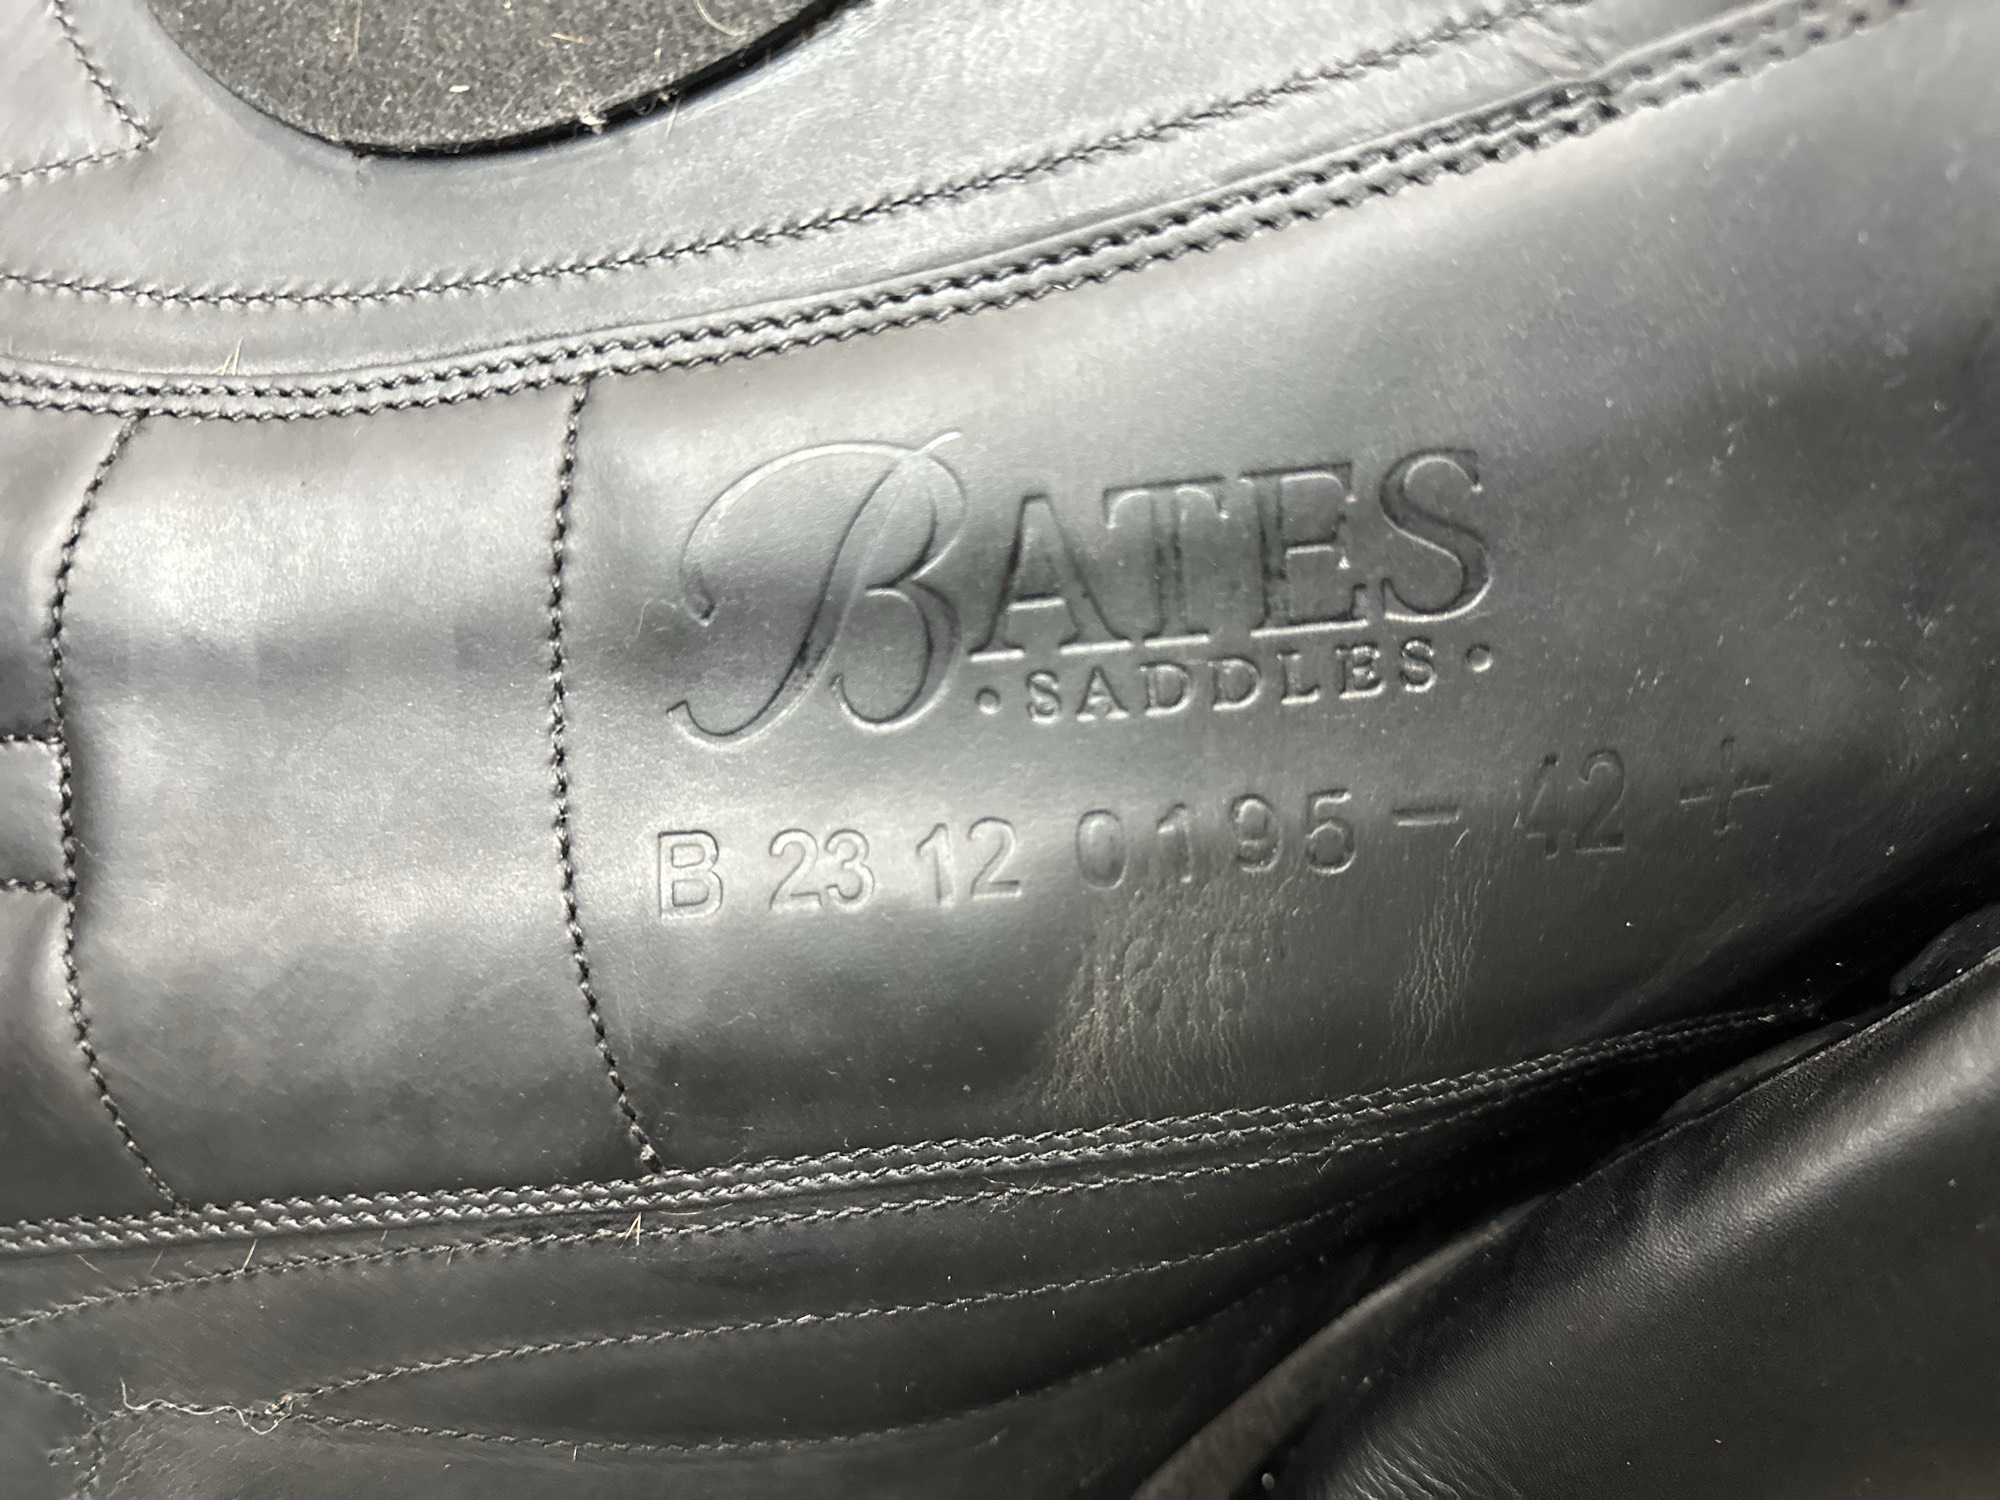 BATES
• SADDLES •
B 23 12 0195 - 42 +